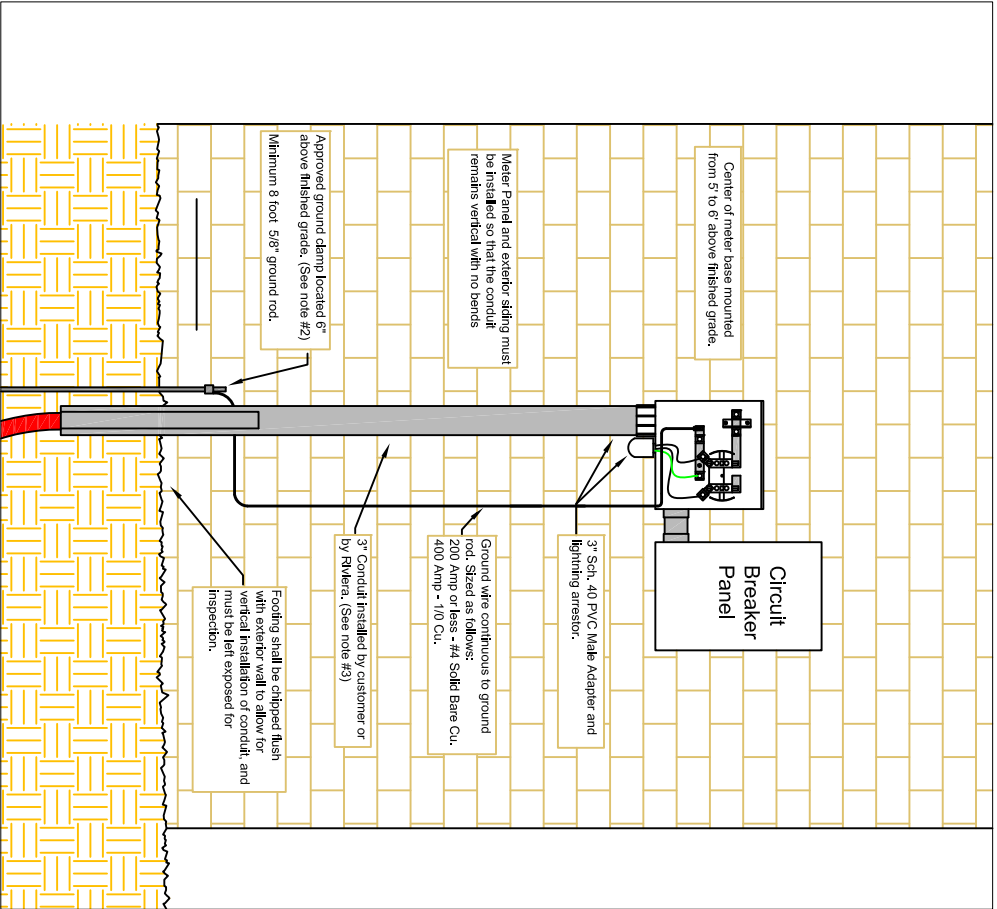 Center of meter base mounted
from 5' to 6' above finished grade.
Meter Panel and exterior siding must
be installed so that the conduit
remains vertical with no bends
Approved ground clamp located 6"
above finished grade. (See note #2)
Minimum 8 foot 5/8" ground rod.
Circuit
Breaker
Panel
3" Sch. 40 PVC Male Adapter and
lightning arrestor.
Ground wire continuous to ground
rod. Sized as follows:
200 Amp or less - #4 Solid Bare Cu.
400 Amp - 1/0 Cu.
3" Conduit installed by customer or
by Riviera. (See note #3)
Footing shall be chipped flush
with exterior wall to allow for
vertical installation of conduit, and
must be left exposed for
inspection.